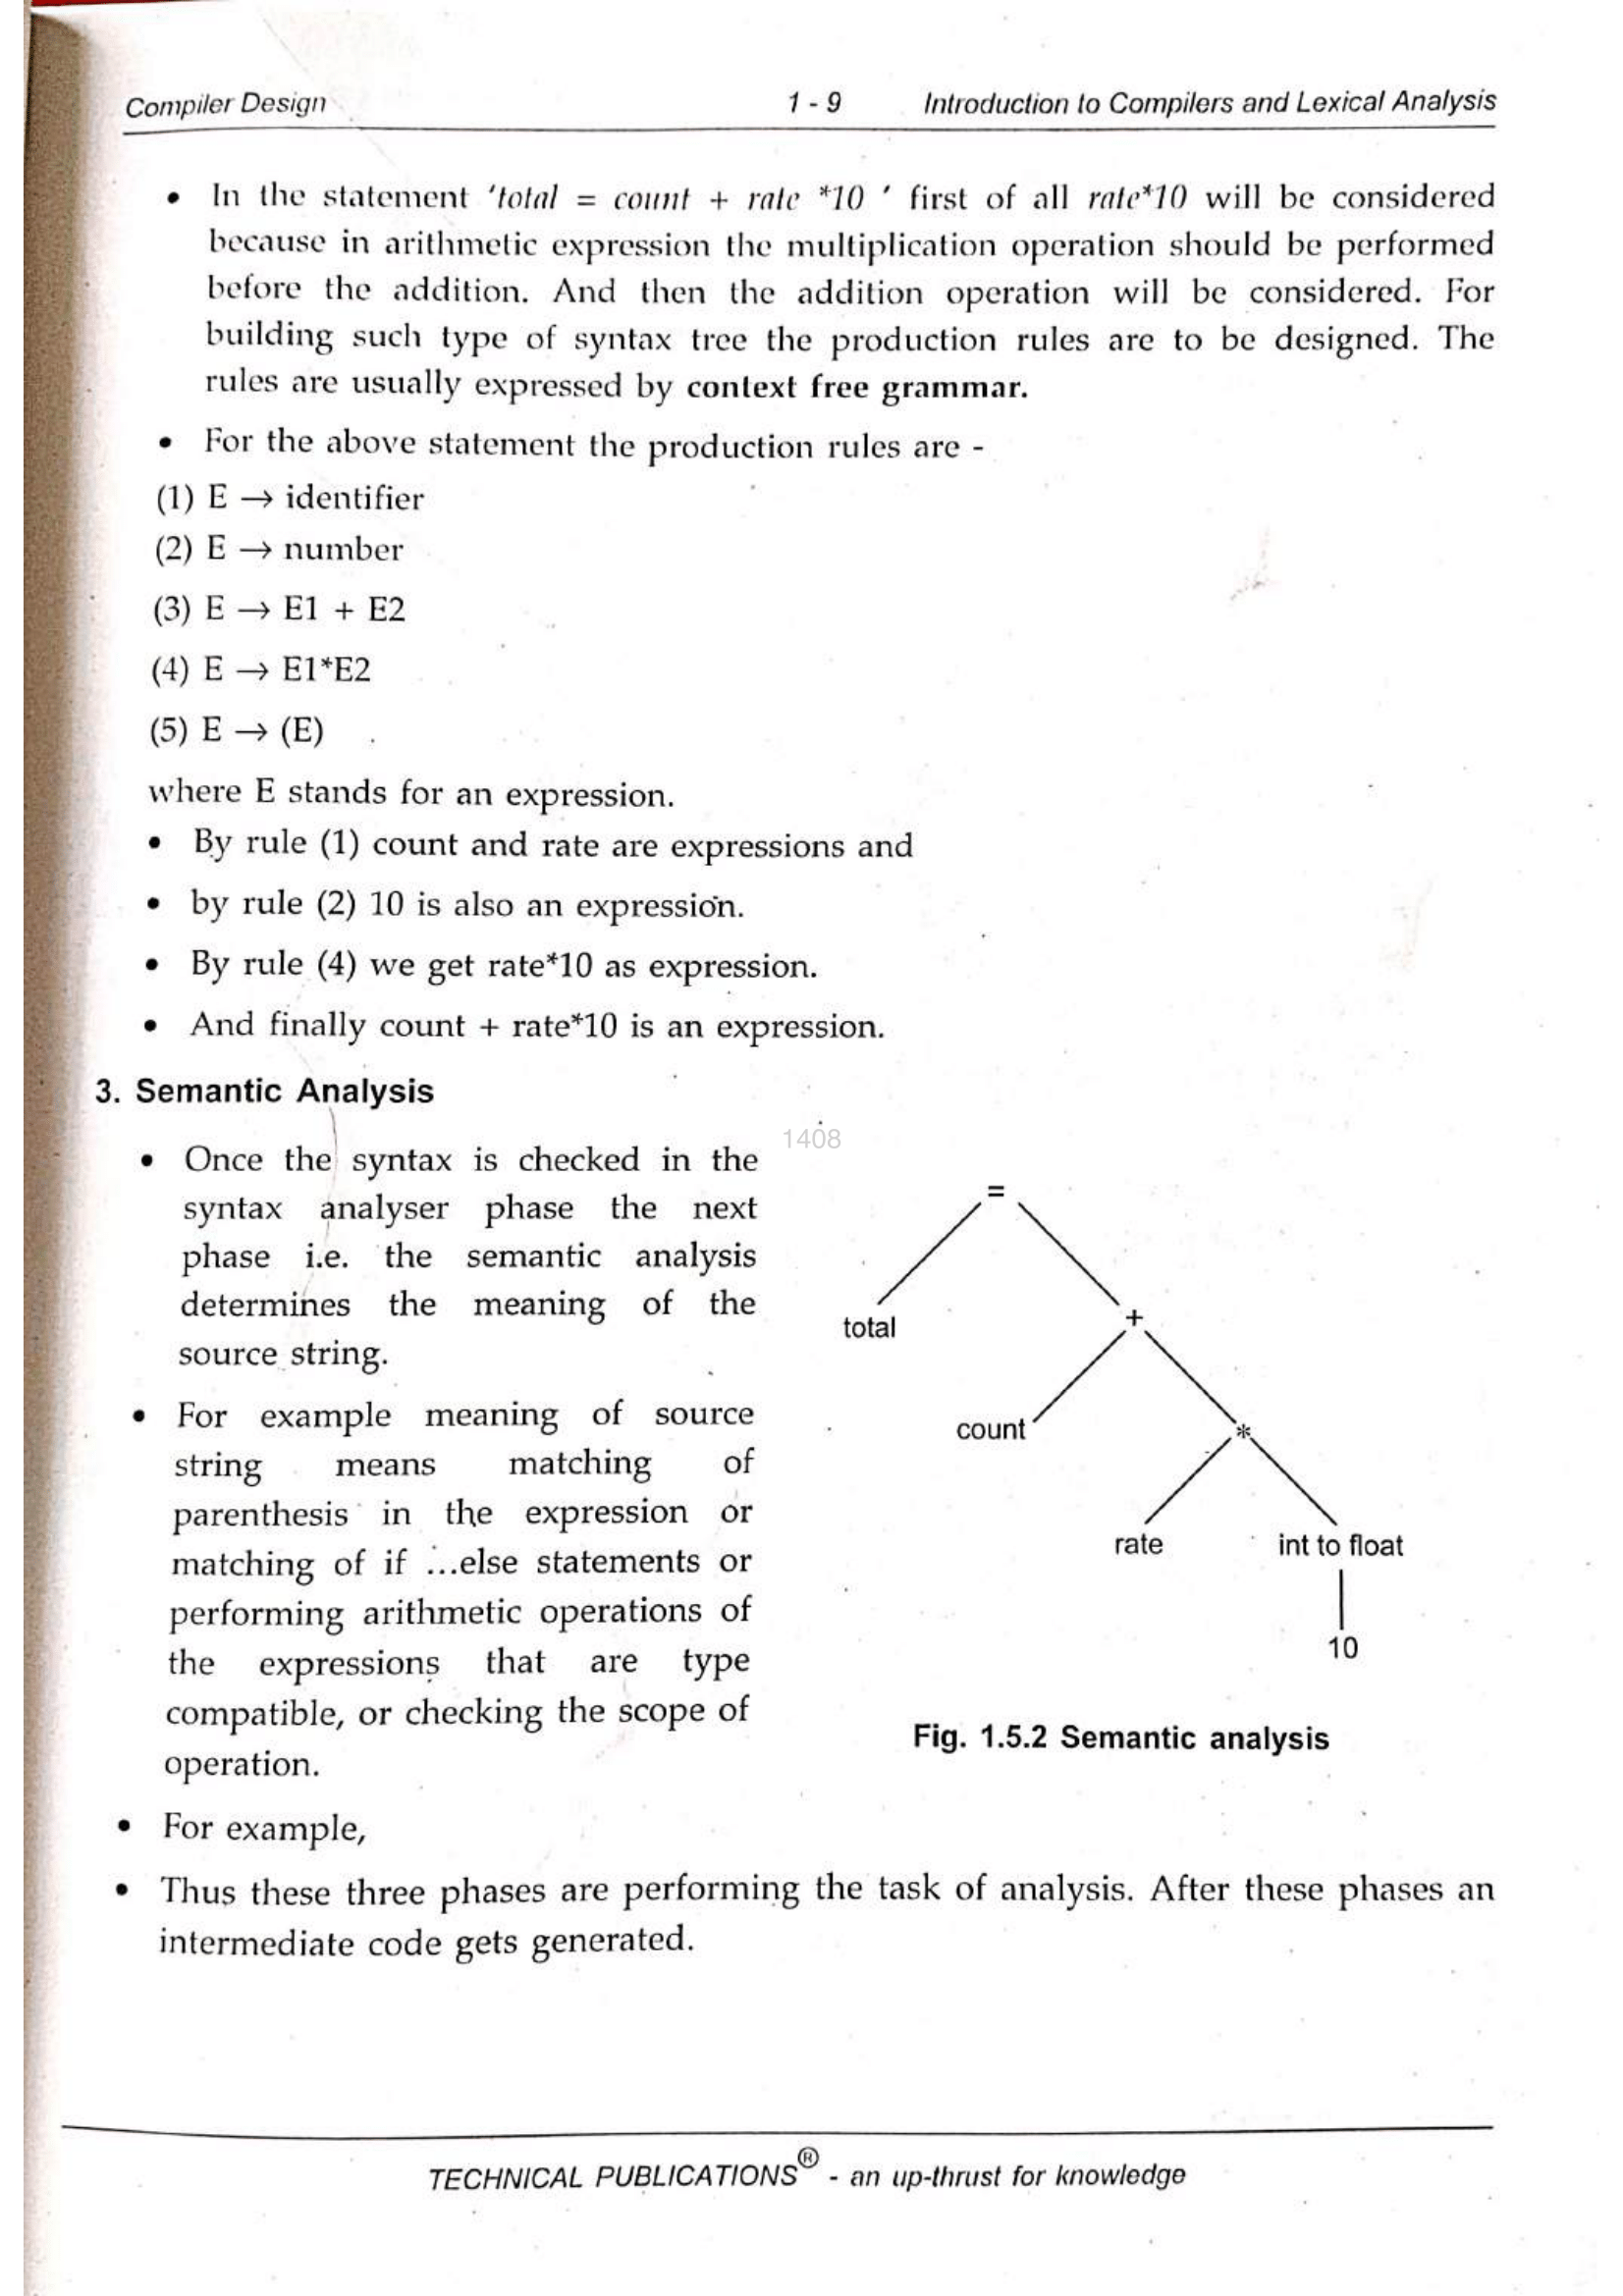 Compiler Design 1 - 9 Introduction to Compilers and Lexical Analysis
• In the statement 'total = count + rate *10 ' first of all rate*10 will be considered
because in arithmetic expression the multiplication operation should be performed
before the addition. And then the addition operation will be considered. For
building such type of syntax tree the production rules are to be designed. The
rules are usually expressed by context free grammar.
• For the above statement the production rules are -
(1) E → identifier
(2) E → number
(3) E → E1 + E2
(4) E → E1*E2
(5) E → (E)
where E stands for an expression.
• By rule (1) count and rate are expressions and
• by rule (2) 10 is also an expression.
• By rule (4) we get rate*10 as expression.
• And finally count + rate*10 is an expression.
3. Semantic Analysis
1408
• Once the syntax is checked in the
syntax analyser phase the next
phase i.e. the semantic analysis
determines the meaning of the
source string.
• For example meaning of source
string means matching of
parenthesis in the expression or
matching of if ...else statements or
performing arithmetic operations of
the expressions that are type
compatible, or checking the scope of
operation.
=
total
+
count
*
rate
int to float
10
Fig. 1.5.2 Semantic analysis
• For example,
• Thus these three phases are performing the task of analysis. After these phases an
intermediate code gets generated.
TECHNICAL PUBLICATIONS® - an up-thrust for knowledge